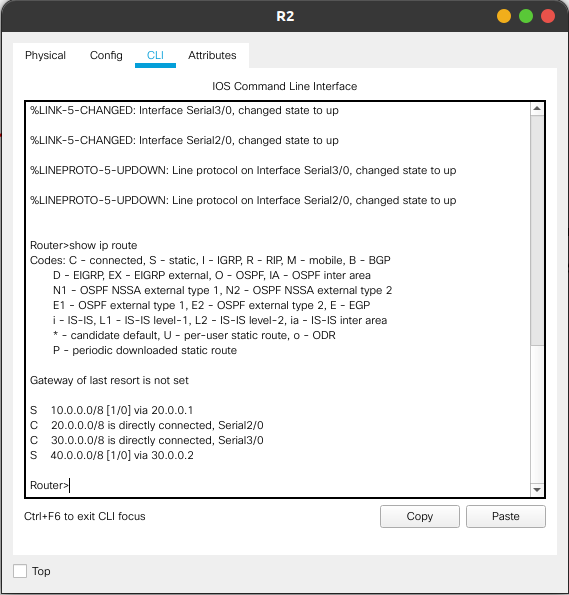 R2
Physical Config CLI Attributes
IOS Command Line Interface
%LINK-5-CHANGED: Interface Serial3/0, changed state to up
%LINK-5-CHANGED: Interface Serial2/0, changed state to up
%LINEPROTO-5-UPDOWN: Line protocol on Interface Serial3/0, changed state to up
%LINEPROTO-5-UPDOWN: Line protocol on Interface Serial2/0, changed state to up
Router>show ip route
Codes: C - connected, S - static, I - IGRP, R - RIP, M - mobile, B - BGP
D - EIGRP, EX - EIGRP external, O - OSPF, IA - OSPF inter area
N1 - OSPF NSSA external type 1, N2 - OSPF NSSA external type 2
E1 - OSPF external type 1, E2 - OSPF external type 2, E - EGP
i - IS-IS, L1 - IS-IS level-1, L2 - IS-IS level-2, ia - IS-IS inter area
* - candidate default, U - per-user static route, o - ODR
P - periodic downloaded static route
Gateway of last resort is not set
S 10.0.0.0/8 [1/0] via 20.0.0.1
C 20.0.0.0/8 is directly connected, Serial2/0
C 30.0.0.0/8 is directly connected, Serial3/0
S 40.0.0.0/8 [1/0] via 30.0.0.2
Router>
Ctrl+F6 to exit CLI focus
Copy Paste
Top